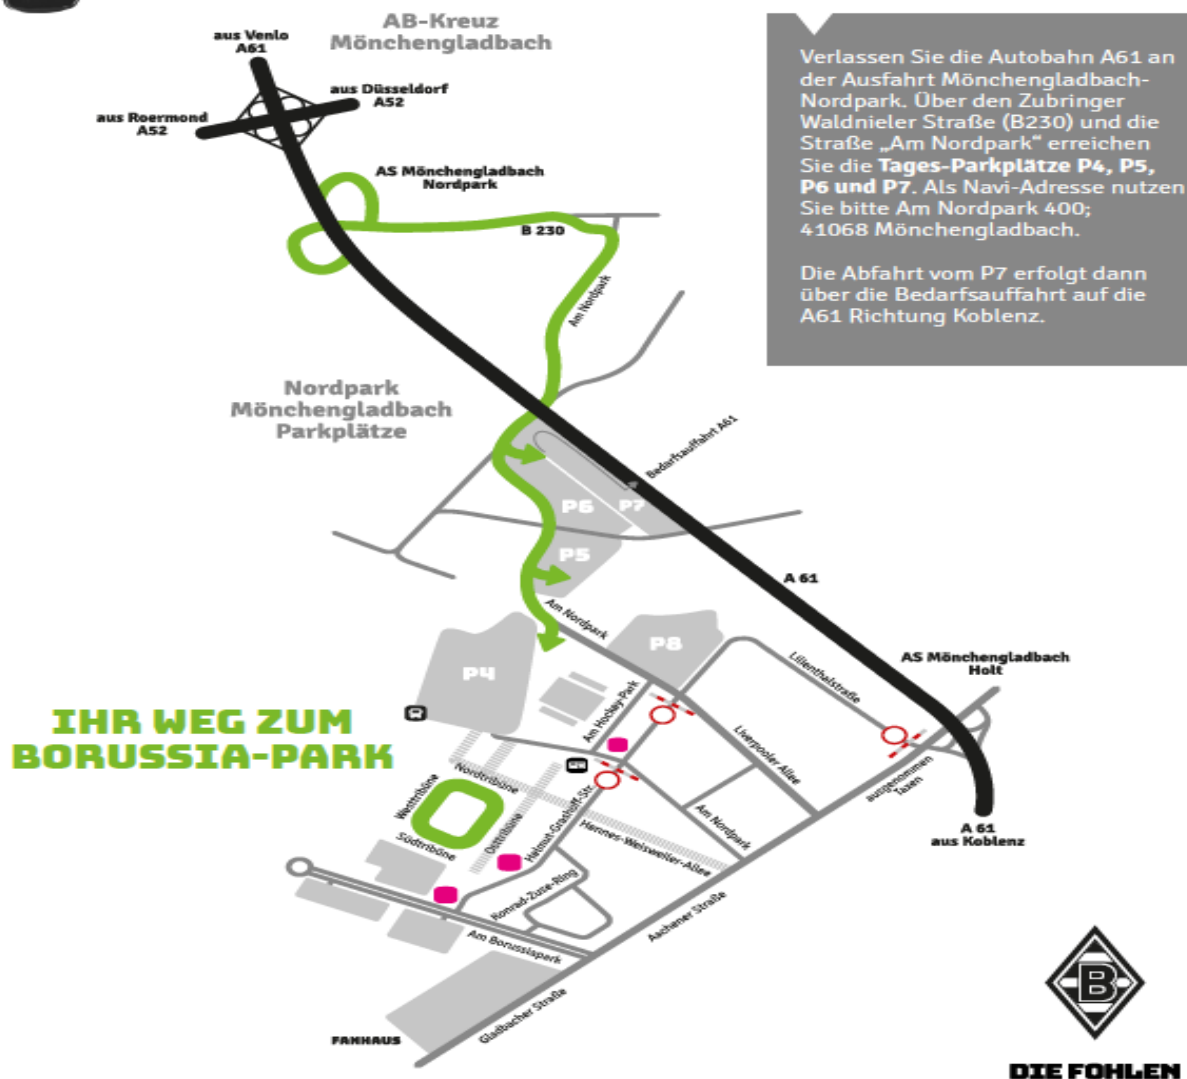 AB-Kreuz
Mönchengladbach
aus Venlo
A61
aus Düsseldorf
A52
aus Roermond
A52
AS Mönchengladbach
Nordpark
B 230
Am Nordpark
Verlassen Sie die Autobahn A61 an
der Ausfahrt Mönchengladbach-
Nordpark. Über den Zubringer
Waldnieler Straße (B230) und die
Straße „Am Nordpark“ erreichen
Sie die Tages-Parkplätze P4, P5,
P6 und P7. Als Navi-Adresse nutzen
Sie bitte Am Nordpark 400;
41068 Mönchengladbach.
Die Abfahrt vom P7 erfolgt dann
über die Bedarfsauffahrt auf die
A61 Richtung Koblenz.
Nordpark
Mönchengladbach
Parkplätze
Bedarfsauffahrt A61
P6
P7
P5
A 61
Am Nordpark
P8
P4
AS Mönchengladbach
Holt
Lilienthalstraße
Am Hockey-Park
Liverpooler Allee
ausgenommen
Taxen
IHR WEG ZUM
BORUSSIA-PARK
Nordtribüne
Westtribüne
Osttribüne
Südtribüne
Helmut-Grashoff-Str.
Am Nordpark
Hennes-Weisweiler-Allee
A 61
aus Koblenz
Konrad-Zuse-Ring
Aachener Straße
Am Borussiapark
Gladbacher Straße
FANHAUS
B
DIE FOHLEN